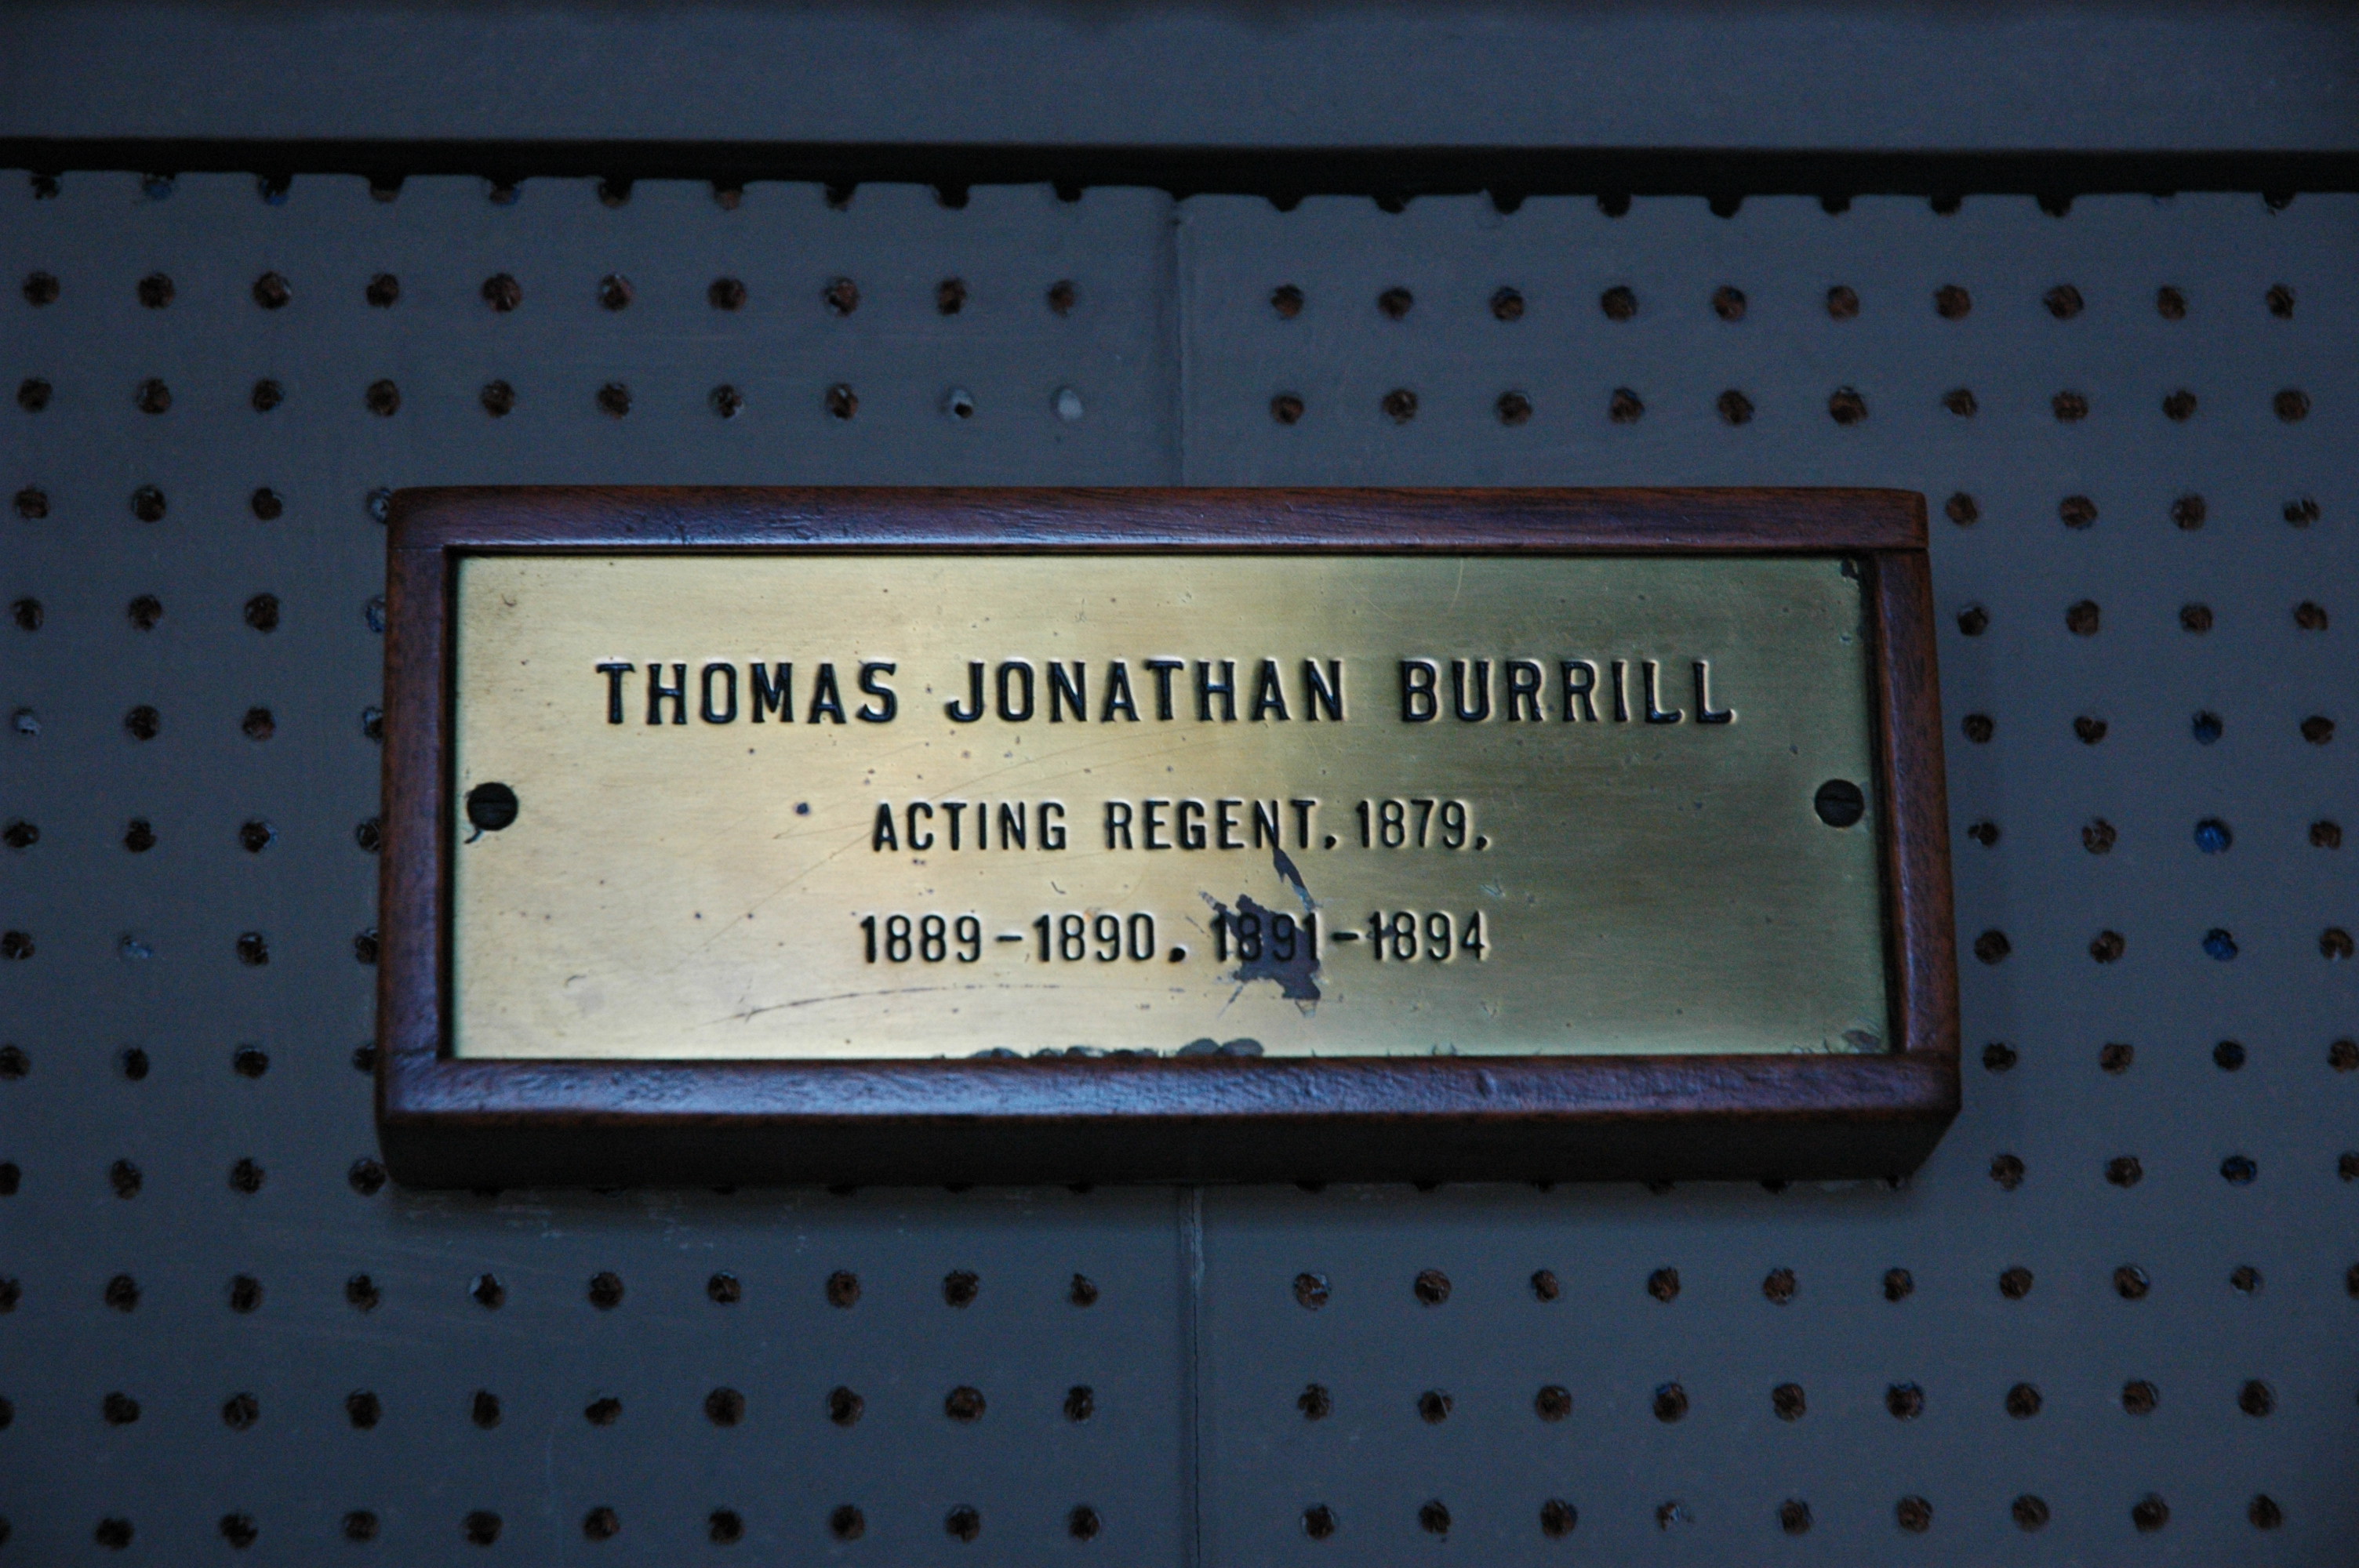 THOMAS JONATHAN BURRILL
ACTING REGENT, 1879,
1889-1890, 1891-1894